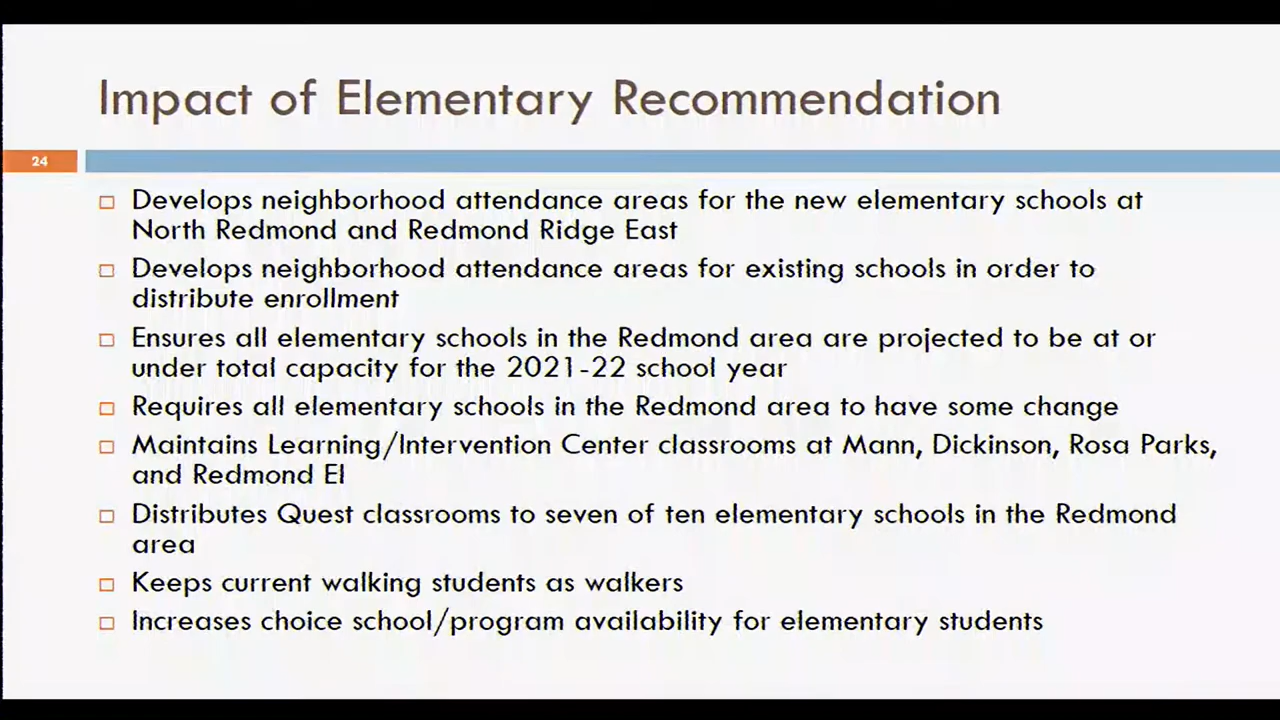 Impact of Elementary Recommendation
24
Develops neighborhood attendance areas for the new elementary schools at
North Redmond and Redmond Ridge East
Develops neighborhood attendance areas for existing schools in order to
distribute enrollment
Ensures all elementary schools in the Redmond area are projected to be at or
under total capacity for the 2021-22 school year
Requires all elementary schools in the Redmond area to have some change
Maintains Learning/Intervention Center classrooms at Mann, Dickinson, Rosa Parks,
and Redmond El
Distributes Quest classrooms to seven of ten elementary schools in the Redmond
area
Keeps current walking students as walkers
Increases choice school/program availability for elementary students